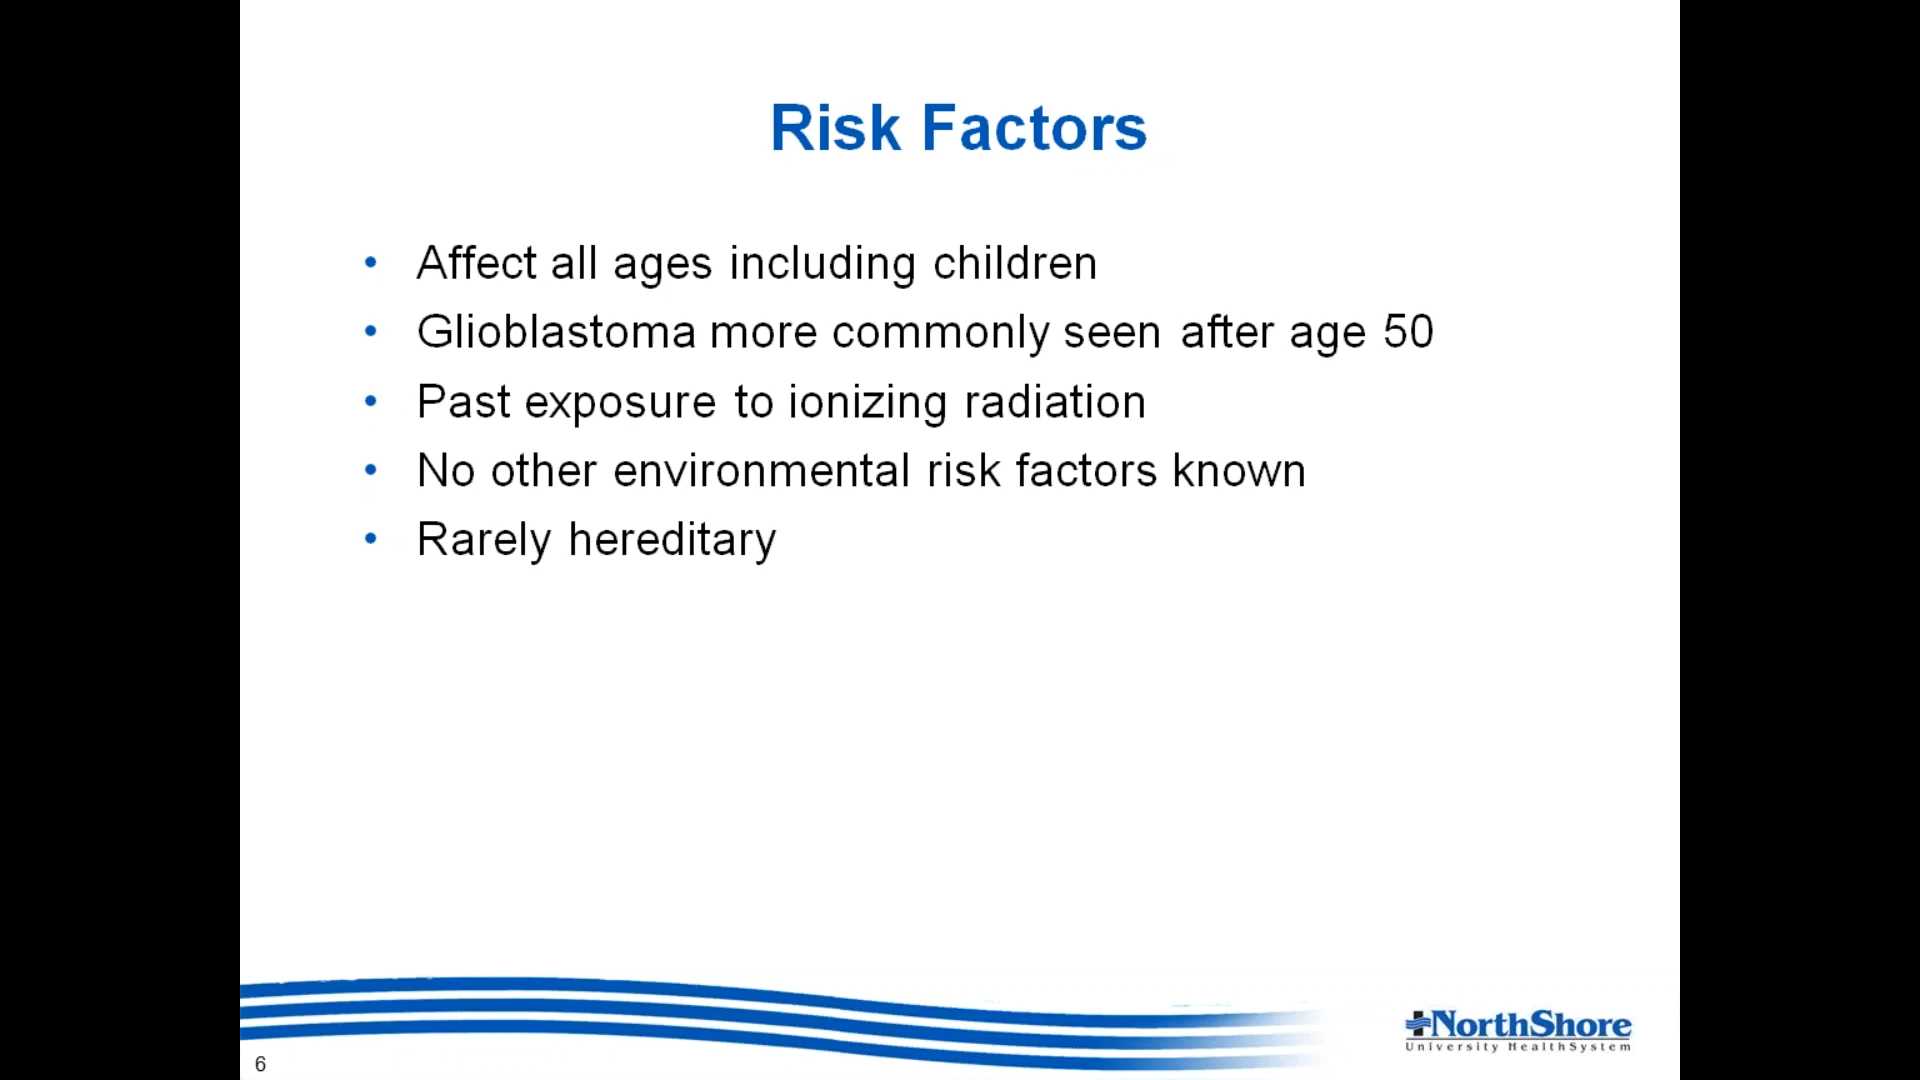 Risk Factors
• Affect all ages including children
• Glioblastoma more commonly seen after age 50
• Past exposure to ionizing radiation
• No other environmental risk factors known
• Rarely hereditary
NorthShore
University HealthSystem
6